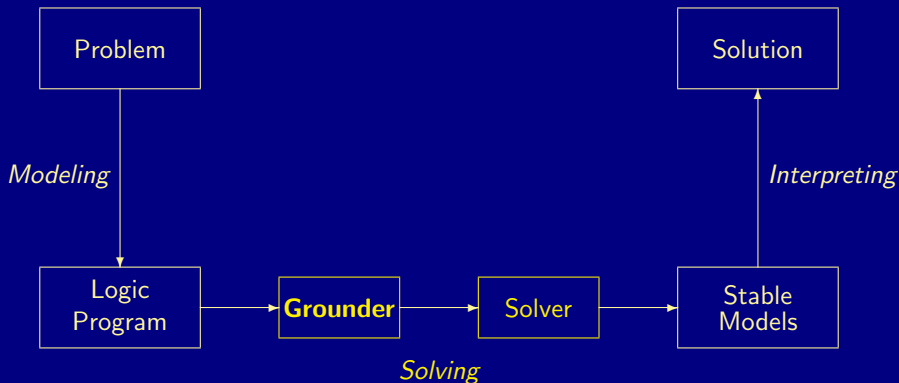 Problem
Solution
Modeling
Interpreting
Logic
Program
Grounder
Solver
Stable
Models
Solving